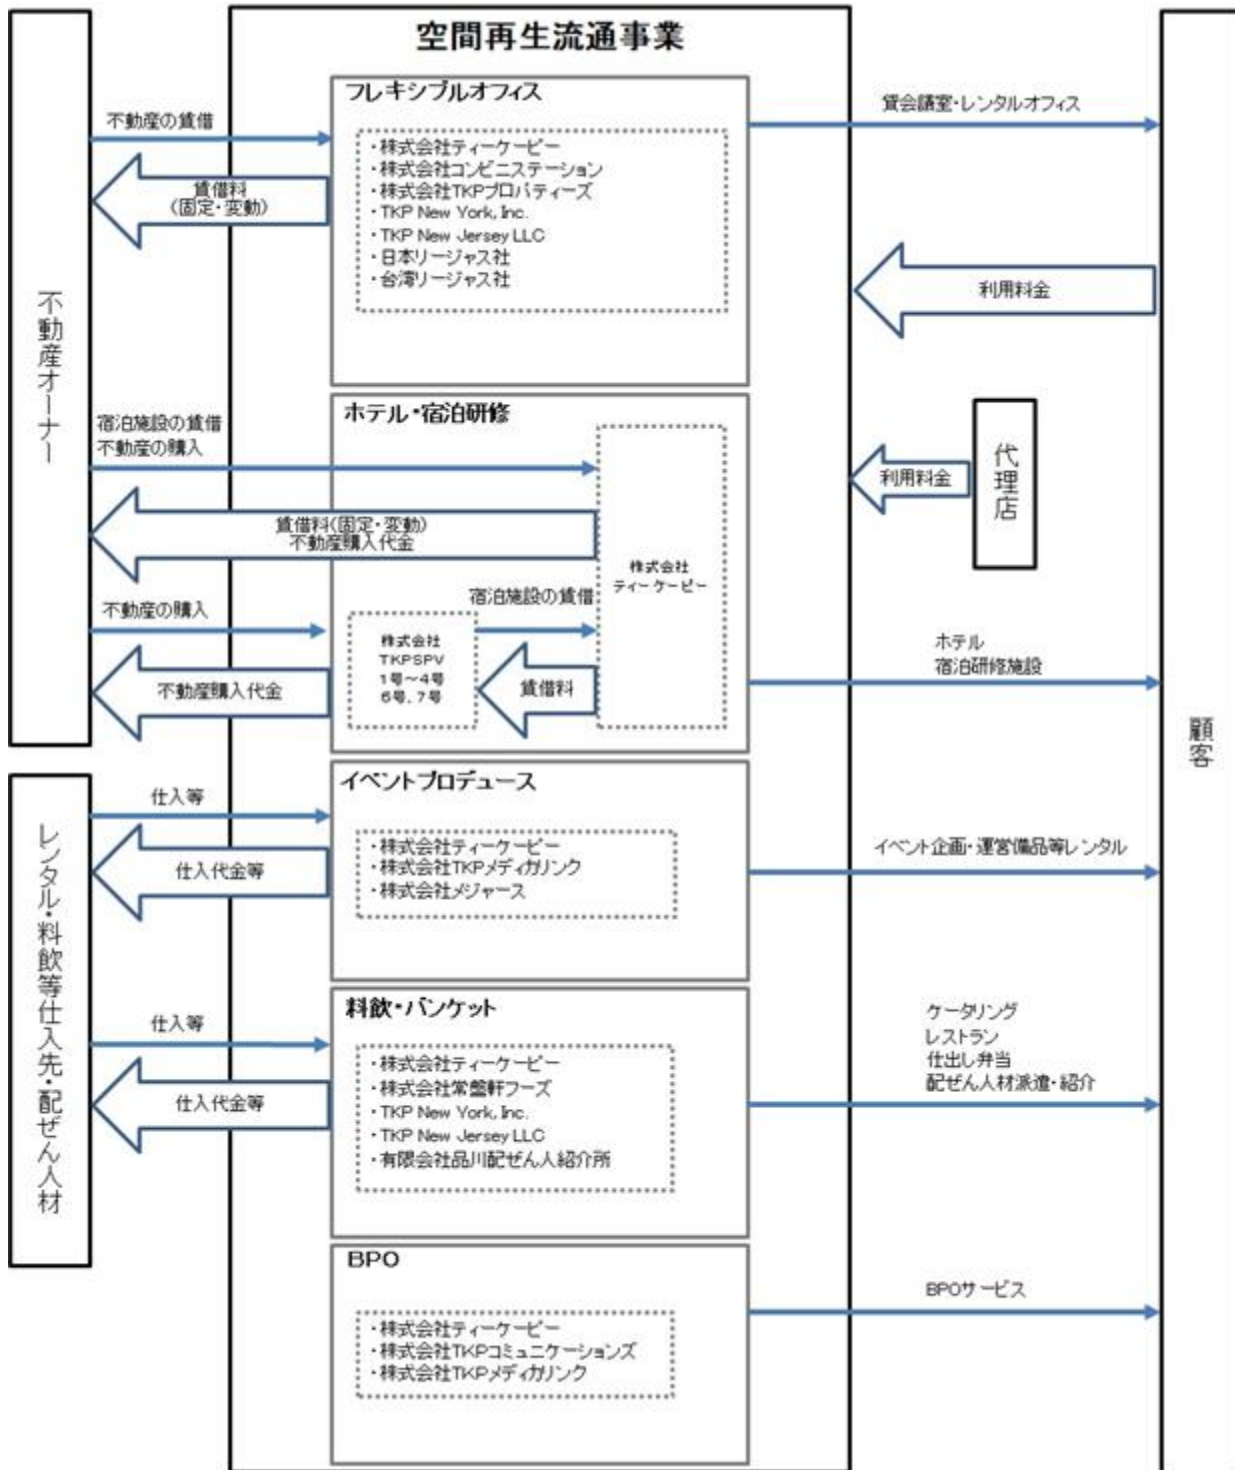 空間再生流通事業
不動産オーナー
レンタル・料飲等仕入先・配ぜん人材
フレキシブルオフィス
・株式会社ティーケーピー
・株式会社コンビニステーション
・株式会社TKPプロパティーズ
・TKP New York, Inc.
・TKP New Jersey LLC
・日本リージャス社
・台湾リージャス社
不動産の賃借
賃借料
(固定・変動)
貸会議室・レンタルオフィス
利用料金
ホテル・宿泊研修
宿泊施設の賃借
不動産の購入
賃借料(固定・変動)
不動産購入代金
株式会社
ティーケーピー
宿泊施設の賃借
不動産の購入
株式会社
TKPSPV
1号～4号
6号、7号
賃借料
不動産購入代金
利用料金
代理店
ホテル
宿泊研修施設
顧客
イベントプロデュース
・株式会社ティーケーピー
・株式会社TKPメディカリンク
・株式会社メジャース
仕入等
仕入代金等
イベント企画・運営備品等レンタル
料飲・バンケット
・株式会社ティーケーピー
・株式会社常盤軒フーズ
・TKP New York, Inc.
・TKP New Jersey LLC
・有限会社品川配ぜん人紹介所
仕入等
仕入代金等
ケータリング
レストラン
仕出し弁当
配ぜん人材派遣・紹介
BPO
・株式会社ティーケーピー
・株式会社TKPコミュニケーションズ
・株式会社TKPメディカリンク
BPOサービス